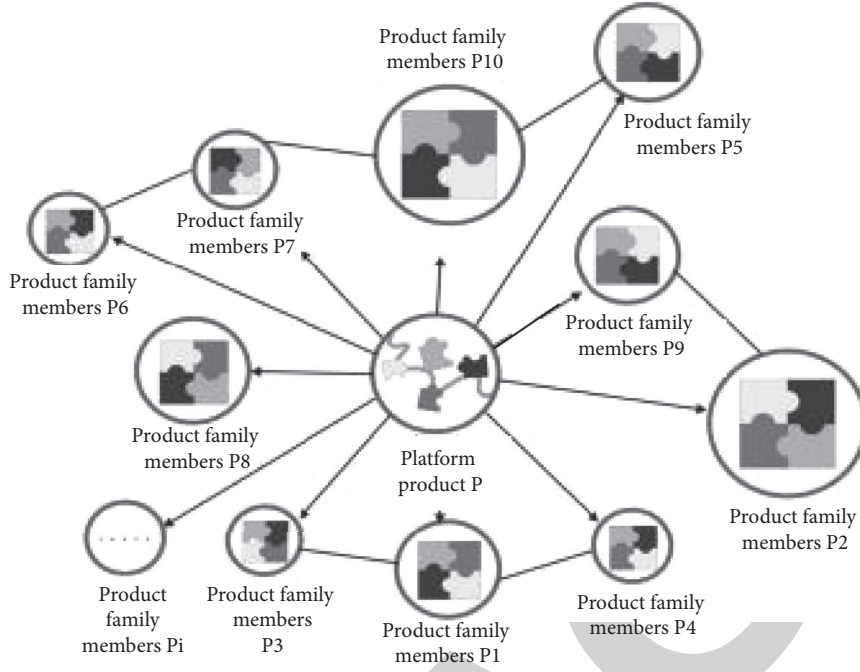 Product family
members P10
Product family
members P5
Product family
members P7
Product family
members P6
Product family
members P9
Product family
members P8
Platform
product P
Product family
members P2
Product
family
members Pi
Product family
members
P3
Product family
members P1
Product family
members P4